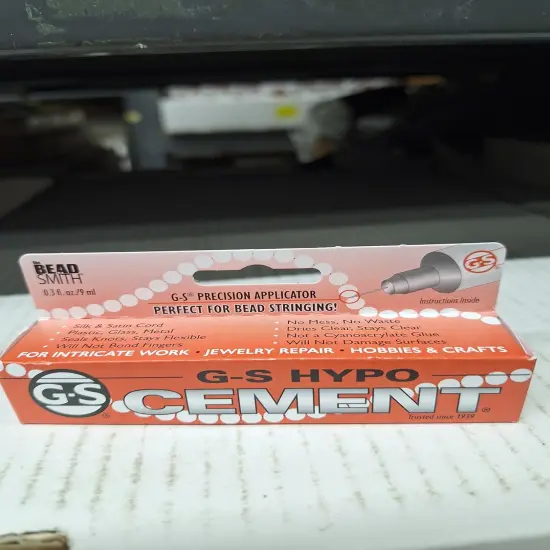 The
BEAD
SMITH
0.3 fl. oz./9 ml
G-S
G-S® PRECISION APPLICATOR
PERFECT FOR BEAD STRINGING!
Instructions Inside
· Silk & Satin Cord
· Plastic, Glass, Metal
· Seals Knots, Stays Flexible
· Will Not Bond Fingers
· No Mess, No Waste
· Dries Clear, Stays Clear
· Not a Cyanoacrylate Glue
· Will Not Damage Surfaces
FOR INTRICATE WORK · JEWELRY REPAIR · HOBBIES & CRAFTS
G-S
®
G-S HYPO
CEMENT
Trusted since 1939